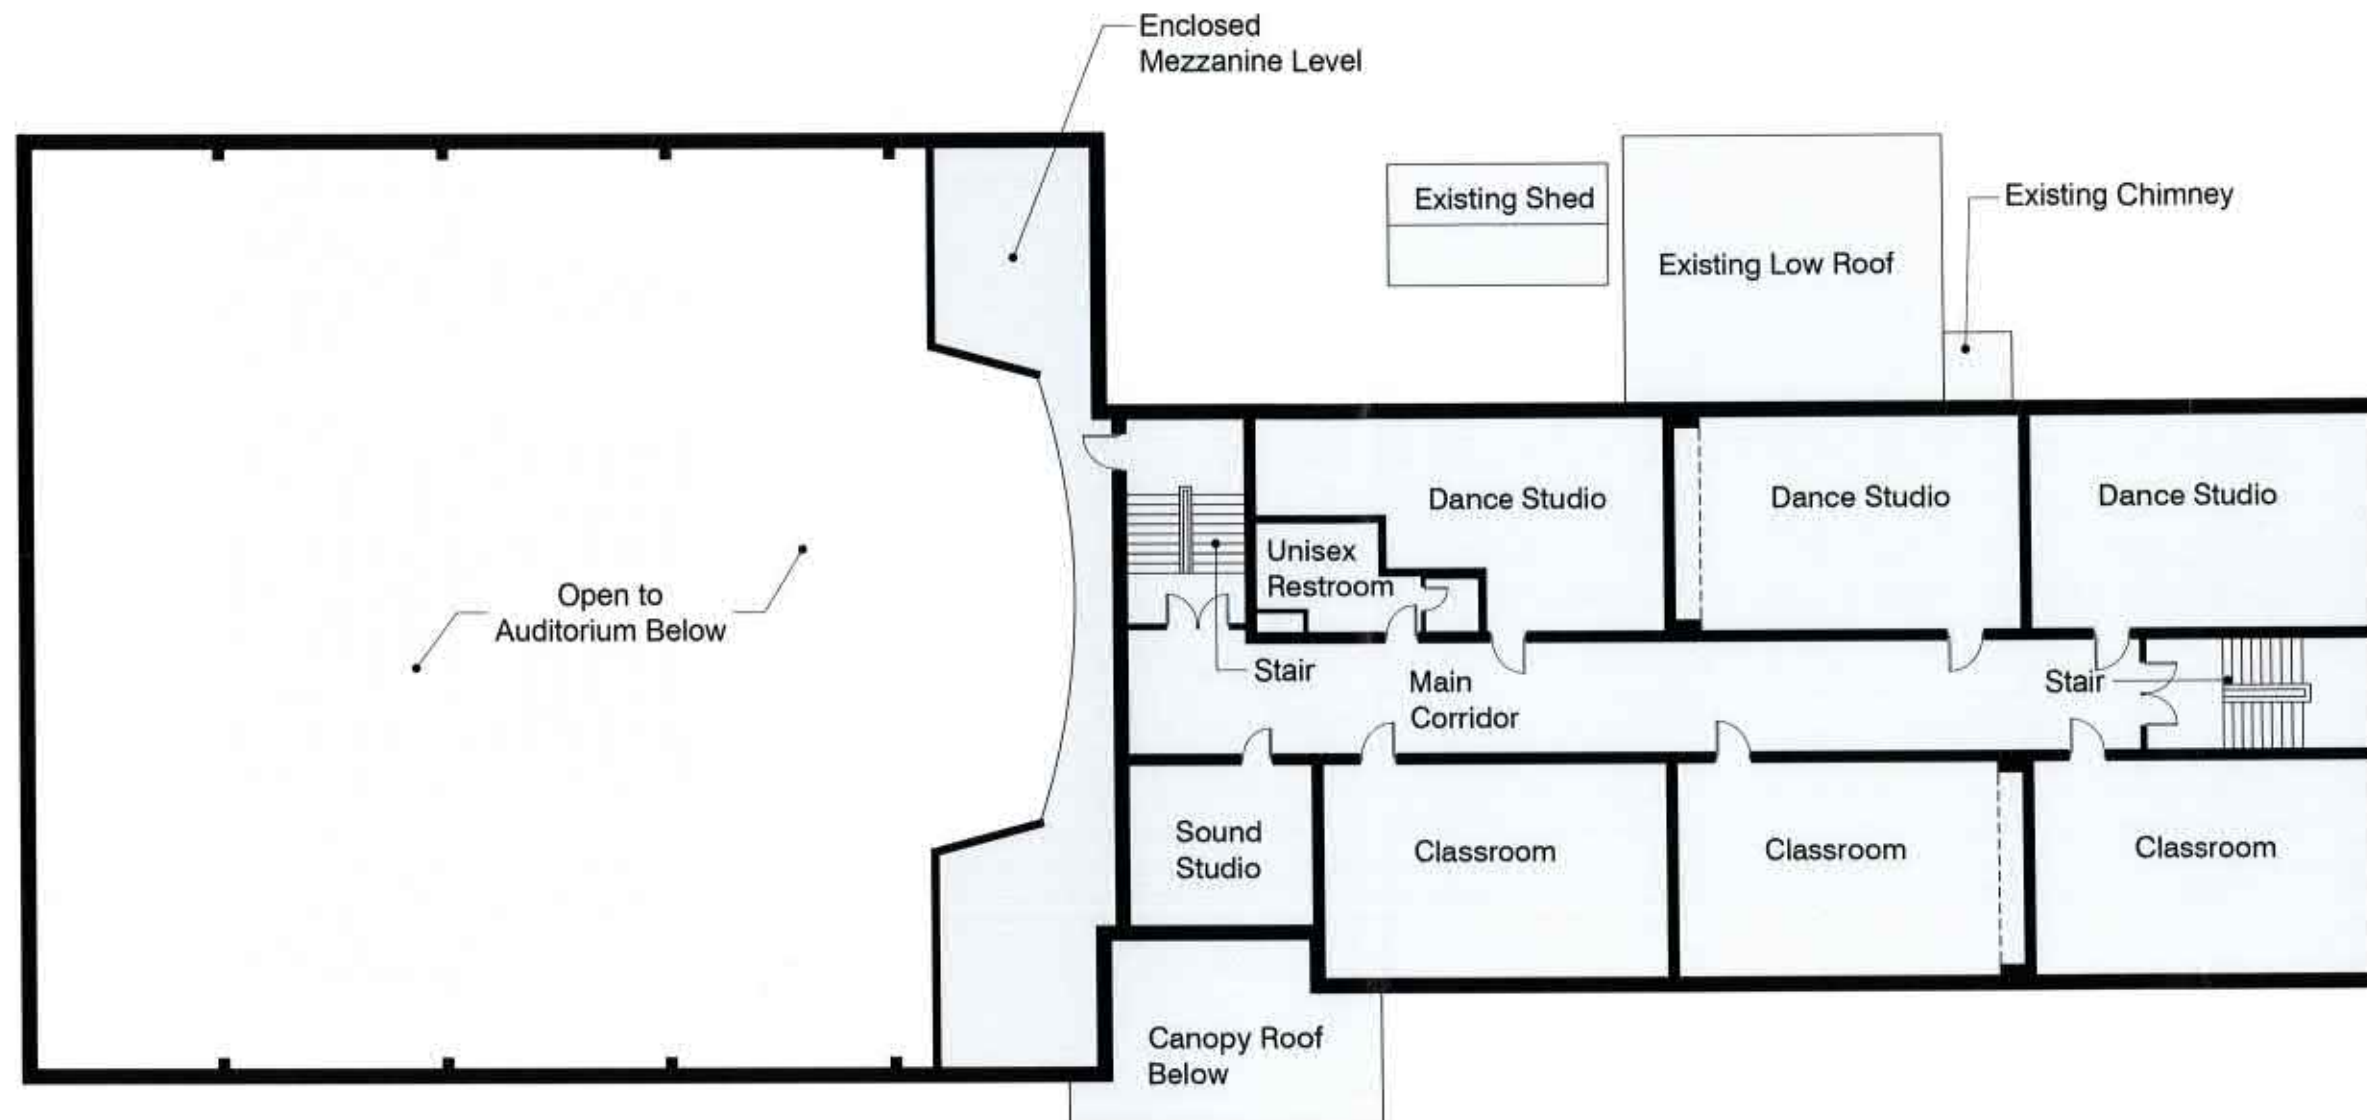 Enclosed
Mezzanine Level
Existing Shed
Existing Chimney
Existing Low Roof
Dance Studio
Dance Studio
Dance Studio
Unisex
Restroom
Open to
Auditorium Below
Stair
Main
Corridor
Stair
Sound
Studio
Classroom
Classroom
Classroom
Canopy Roof
Below